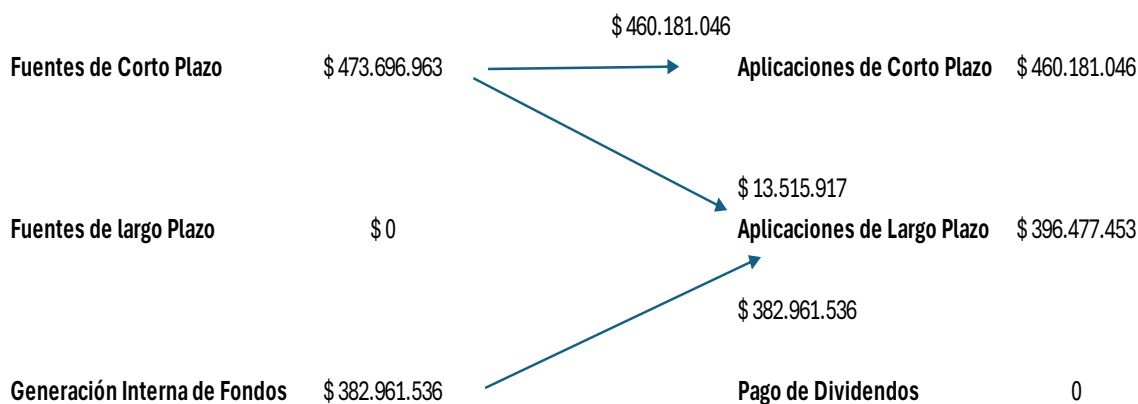 $ 460.181.046
Fuentes de Corto Plazo $ 473.696.963 Aplicaciones de Corto Plazo $ 460.181.046
$ 13.515.917
Fuentes de largo Plazo $ 0 Aplicaciones de Largo Plazo $ 396.477.453
$ 382.961.536
Generación Interna de Fondos $ 382.961.536 Pago de Dividendos 0